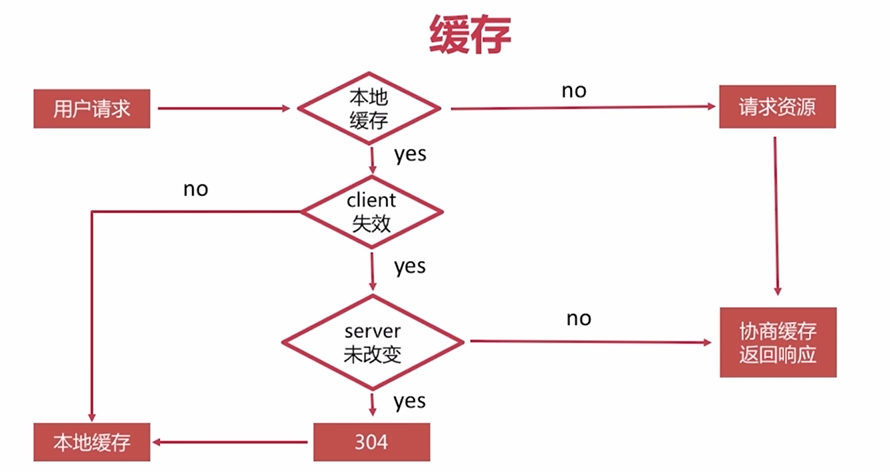 缓存
用户请求
本地
缓存
no
请求资源
yes
no
client
失效
yes
server
未改变
no
协商缓存
返回响应
yes
本地缓存
304